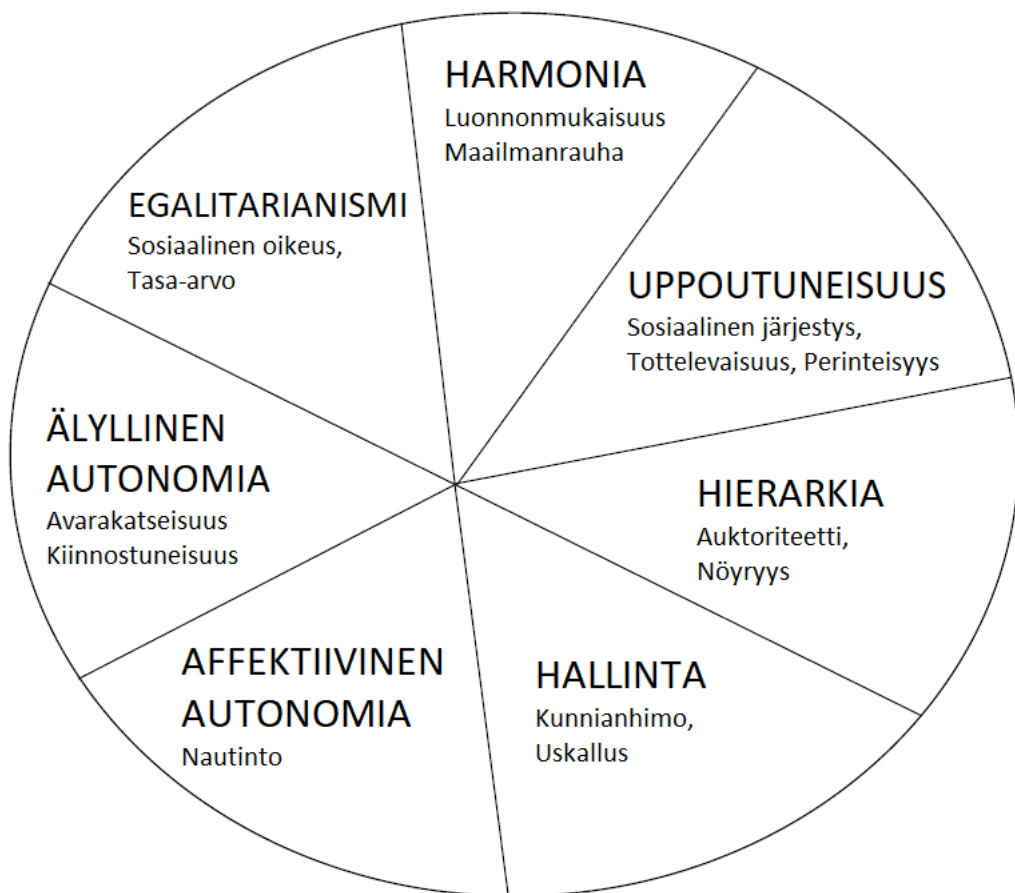 HARMONIA
Luonnonmukaisuus
Maailmanrauha
EGALITARIANISMI
Sosiaalinen oikeus,
Tasa-arvo
UPPOUTUNEISUUS
Sosiaalinen järjestys,
Tottelevaisuus, Perinteisyys
ÄLYLLINEN
AUTONOMIA
Avarakatseisuus
Kiinnostuneisuus
HIERARKIA
Auktoriteetti,
Nöyryys
AFFEKTIIVINEN
AUTONOMIA
Nautinto
HALLINTA
Kunnianhimo,
Uskallus